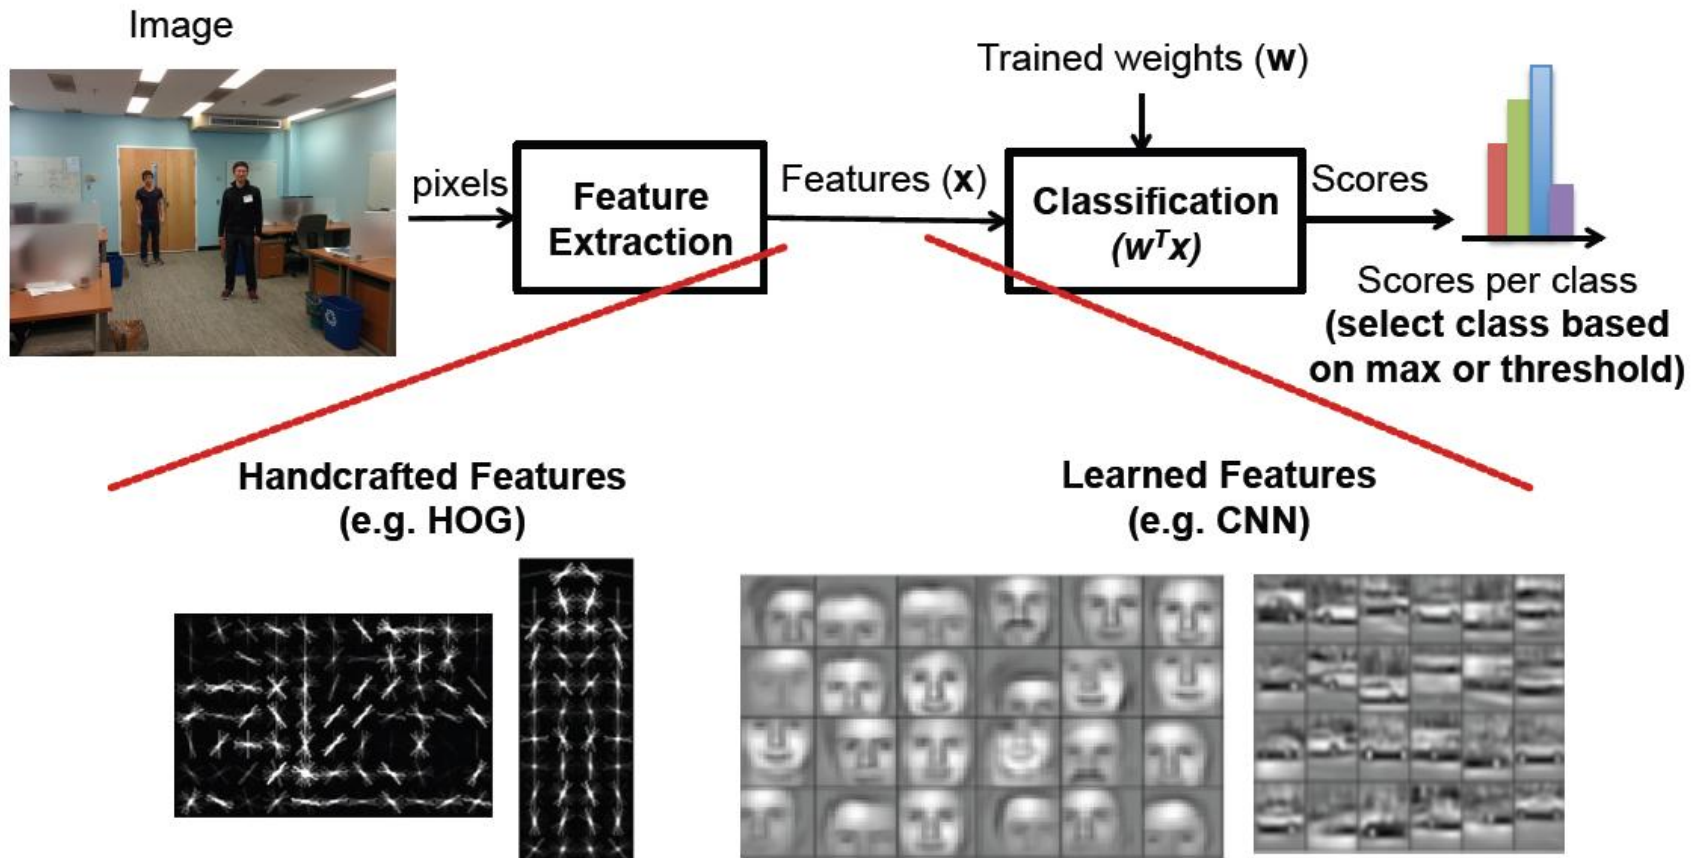 Image
Trained weights (w)
pixels
Feature
Extraction
Features (x)
Classification
(wᵀx)
Scores
Scores per class
(select class based
on max or threshold)
Handcrafted Features
(e.g. HOG)
Learned Features
(e.g. CNN)